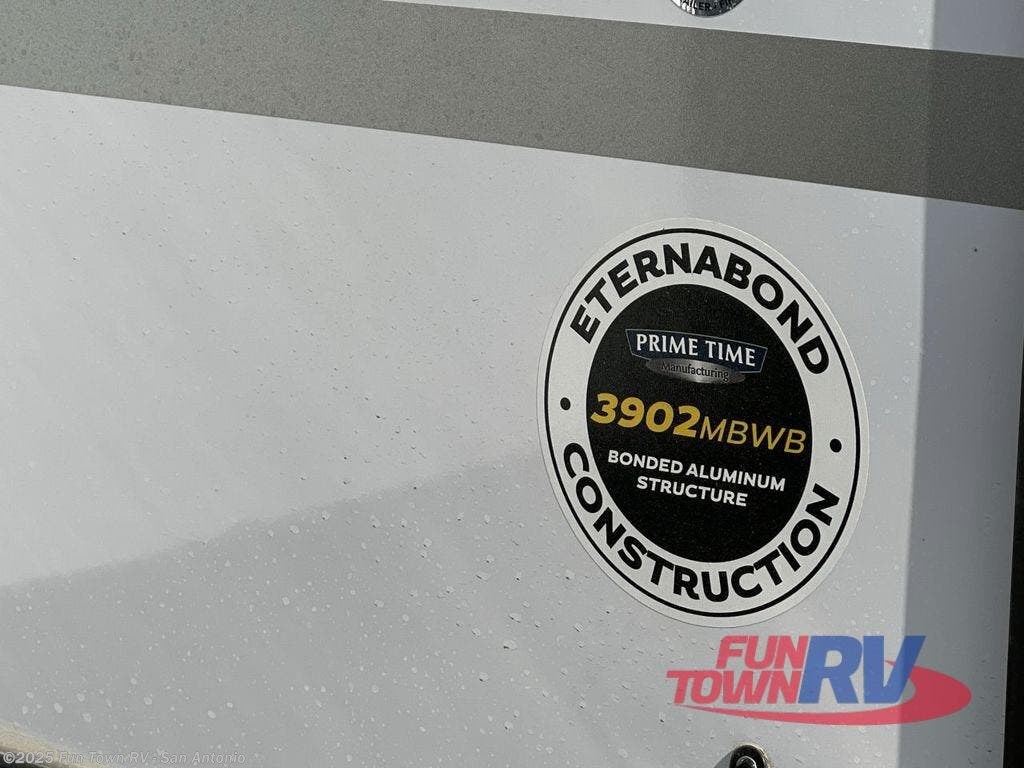 ETERNABOND
PRIME TIME
Manufacturing
3902MBWB
BONDED ALUMINUM
STRUCTURE
CONSTRUCTION
FUN
TOWN RV
©2025 Fun Town RV - San Antonio